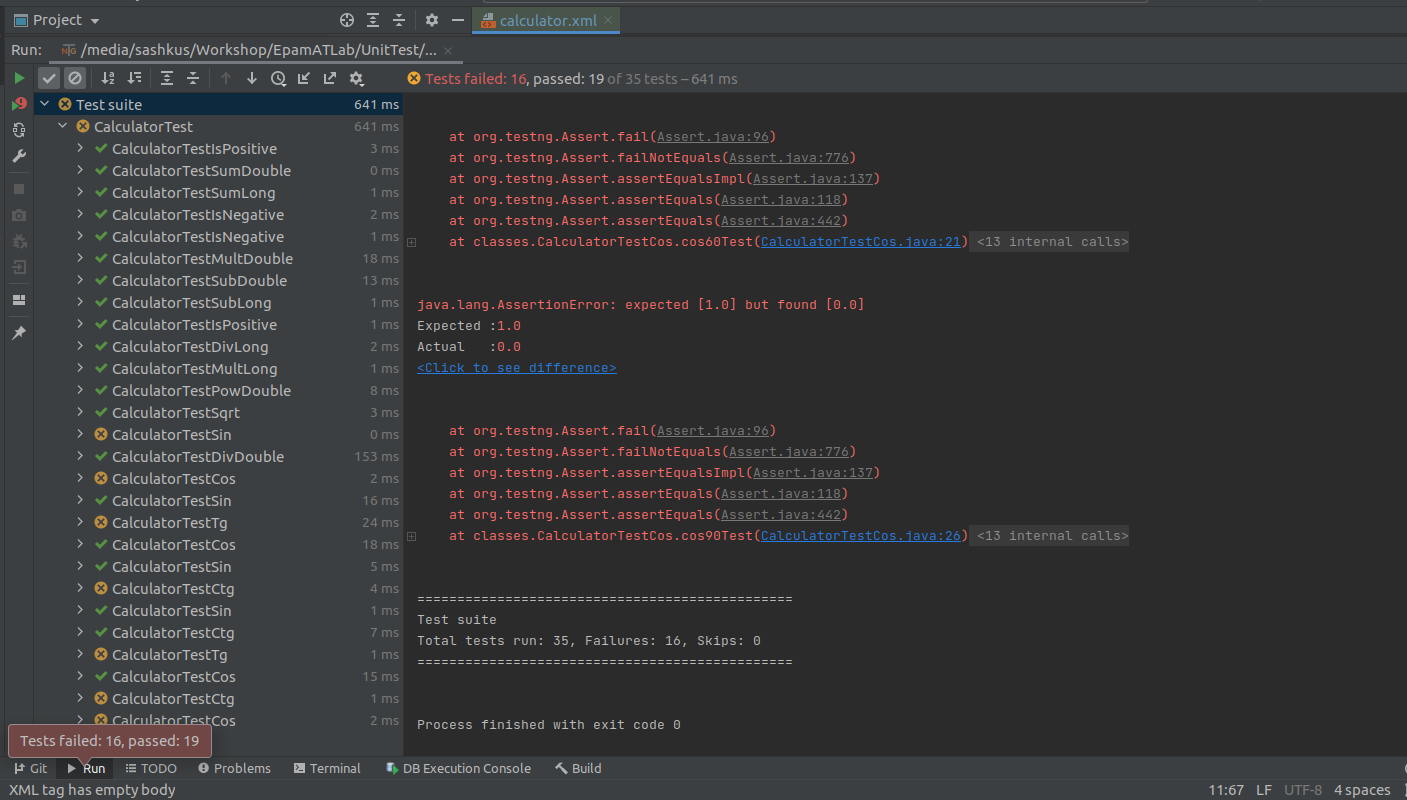 Project
calculator.xml
Run: /media/sashkus/Workshop/EpamATLab/UnitTest/...
Tests failed: 16, passed: 19 of 35 tests – 641 ms
Test suite 641 ms
CalculatorTest 641 ms
CalculatorTestIsPositive 3 ms
CalculatorTestSumDouble 0 ms
CalculatorTestSumLong 1 ms
CalculatorTestIsNegative 2 ms
CalculatorTestIsNegative 1 ms
CalculatorTestMultDouble 18 ms
CalculatorTestSubDouble 13 ms
CalculatorTestSubLong 1 ms
CalculatorTestIsPositive 1 ms
CalculatorTestDivLong 2 ms
CalculatorTestMultLong 1 ms
CalculatorTestPowDouble 8 ms
CalculatorTestSqrt 3 ms
CalculatorTestSin 0 ms
CalculatorTestDivDouble 153 ms
CalculatorTestCos 2 ms
CalculatorTestSin 16 ms
CalculatorTestTg 24 ms
CalculatorTestCos 18 ms
CalculatorTestSin 5 ms
CalculatorTestCtg 4 ms
CalculatorTestSin 1 ms
CalculatorTestCtg 7 ms
CalculatorTestTg 1 ms
CalculatorTestCos 15 ms
CalculatorTestCtg 1 ms
CalculatorTestCos 2 ms
at org.testng.Assert.fail(Assert.java:96)
at org.testng.Assert.failNotEquals(Assert.java:776)
at org.testng.Assert.assertEqualsImpl(Assert.java:137)
at org.testng.Assert.assertEquals(Assert.java:118)
at org.testng.Assert.assertEquals(Assert.java:442)
at classes.CalculatorTestCos.cos60Test(CalculatorTestCos.java:21) <13 internal calls>
java.lang.AssertionError: expected [1.0] but found [0.0]
Expected :1.0
Actual   :0.0
<Click to see difference>
at org.testng.Assert.fail(Assert.java:96)
at org.testng.Assert.failNotEquals(Assert.java:776)
at org.testng.Assert.assertEqualsImpl(Assert.java:137)
at org.testng.Assert.assertEquals(Assert.java:118)
at org.testng.Assert.assertEquals(Assert.java:442)
at classes.CalculatorTestCos.cos90Test(CalculatorTestCos.java:26) <13 internal calls>
===============================================
Test suite
Total tests run: 35, Failures: 16, Skips: 0
===============================================
Process finished with exit code 0
Tests failed: 16, passed: 19
Git Run TODO Problems Terminal DB Execution Console Build
XML tag has empty body 11:67 LF UTF-8 4 spaces